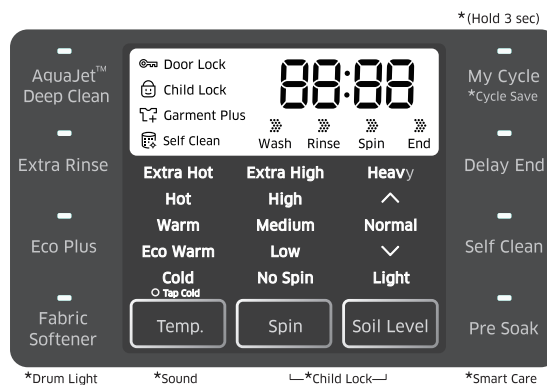 *(Hold 3 sec)
AquaJet™
Deep Clean
Extra Rinse
Eco Plus
Fabric
Softener
Door Lock
Child Lock
Garment Plus
Self Clean
88:88
Wash Rinse Spin End
Extra Hot Extra High Heavy
Hot High
Warm Medium Normal
Eco Warm Low
Cold No Spin Light
Tap Cold
Temp. Spin Soil Level
My Cycle
*Cycle Save
Delay End
Self Clean
Pre Soak
*Drum Light *Sound *Child Lock *Smart Care